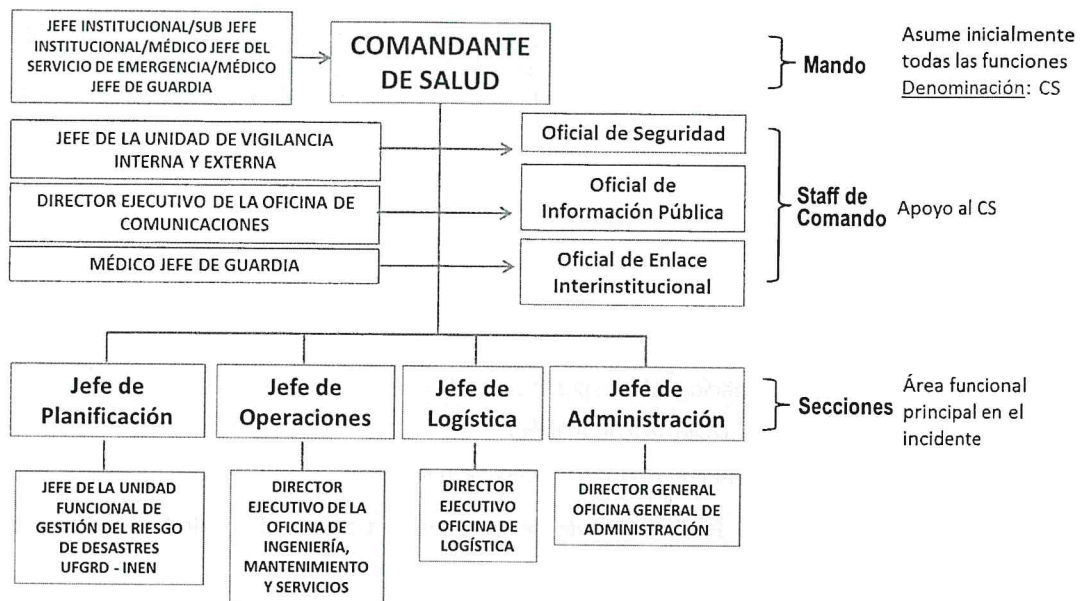 JEFE INSTITUCIONAL/SUB JEFE
INSTITUCIONAL/MÉDICO JEFE DEL
SERVICIO DE EMERGENCIA/MÉDICO
JEFE DE GUARDIA
COMANDANTE
DE SALUD
Mando
Asume inicialmente
todas las funciones
Denominación: CS
JEFE DE LA UNIDAD DE VIGILANCIA
INTERNA Y EXTERNA
Oficial de Seguridad
DIRECTOR EJECUTIVO DE LA OFICINA DE
COMUNICACIONES
Oficial de
Información Pública
MÉDICO JEFE DE GUARDIA
Oficial de Enlace
Interinstitucional
Staff de
Comando
Apoyo al CS
Jefe de
Planificación
Jefe de
Operaciones
Jefe de
Logística
Jefe de
Administración
Secciones
Área funcional
principal en el
incidente
JEFE DE LA UNIDAD
FUNCIONAL DE
GESTIÓN DEL RIESGO
DE DESASTRES
UFGRD - INEN
DIRECTOR
EJECUTIVO DE LA
OFICINA DE
INGENIERÍA,
MANTENIMIENTO
Y SERVICIOS
DIRECTOR
EJECUTIVO
OFICINA DE
LOGÍSTICA
DIRECTOR GENERAL
OFICINA GENERAL DE
ADMINISTRACIÓN